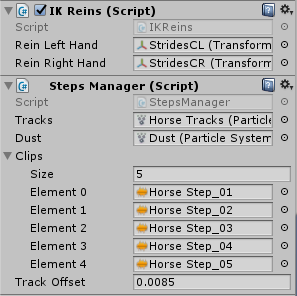 IK Reins (Script)
Script IKReins
Rein Left Hand StridesCL (Transform
Rein Right Hand StridesCR (Transform
Steps Manager (Script)
Script StepsManager
Tracks Horse Tracks (Particle
Dust Dust (Particle System
Clips
Size 5
Element 0 Horse Step_01
Element 1 Horse Step_02
Element 2 Horse Step_03
Element 3 Horse Step_04
Element 4 Horse Step_05
Track Offset 0.0085